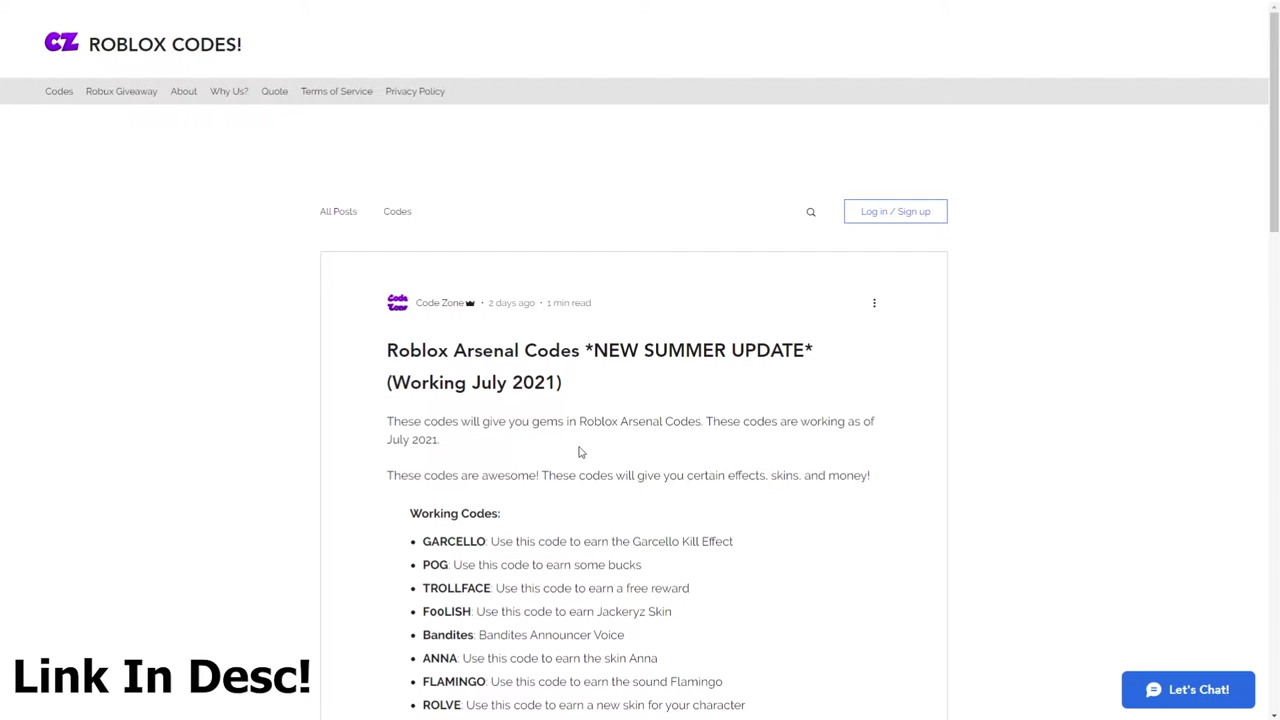 CZ ROBLOX CODES!
Codes Robux Giveaway About Why Us? Quote Terms of Service Privacy Policy
All Posts Codes Log in / Sign up
Code Zone Code Zone · 2 days ago · 1 min read
Roblox Arsenal Codes *NEW SUMMER UPDATE*
(Working July 2021)
These codes will give you gems in Roblox Arsenal Codes. These codes are working as of
July 2021.
These codes are awesome! These codes will give you certain effects, skins, and money!
Working Codes:
• GARCELLO: Use this code to earn the Garcello Kill Effect
• POG: Use this code to earn some bucks
• TROLLFACE: Use this code to earn a free reward
• F00LISH: Use this code to earn Jackeryz Skin
• Bandites: Bandites Announcer Voice
• ANNA: Use this code to earn the skin Anna
• FLAMINGO: Use this code to earn the sound Flamingo
• ROLVE: Use this code to earn a new skin for your character
Link In Desc!
Let's Chat!